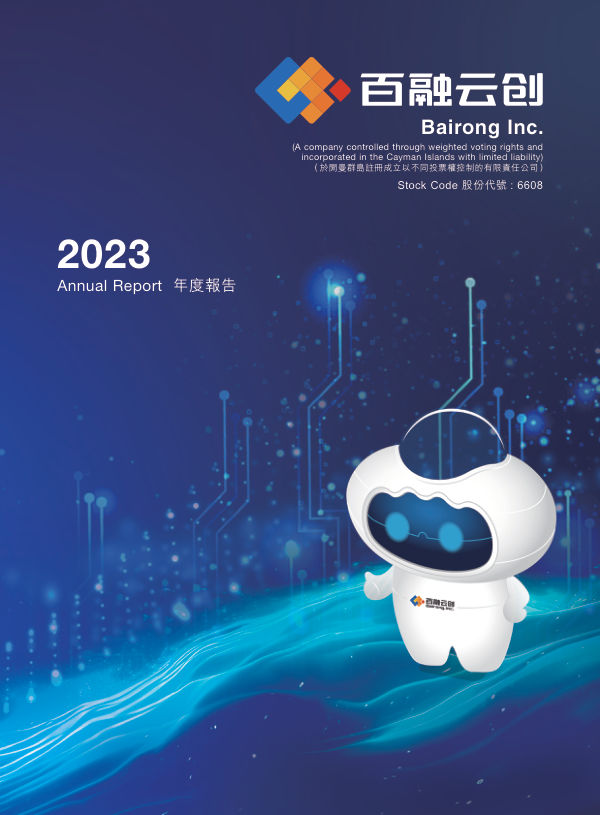 百融云创
Bairong Inc.
(A company controlled through weighted voting rights and
incorporated in the Cayman Islands with limited liability)
(於開曼群島註冊成立以不同投票權控制的有限責任公司)
Stock Code 股份代號 : 6608
2023
Annual Report 年度報告
百融云创
Bairong Inc.